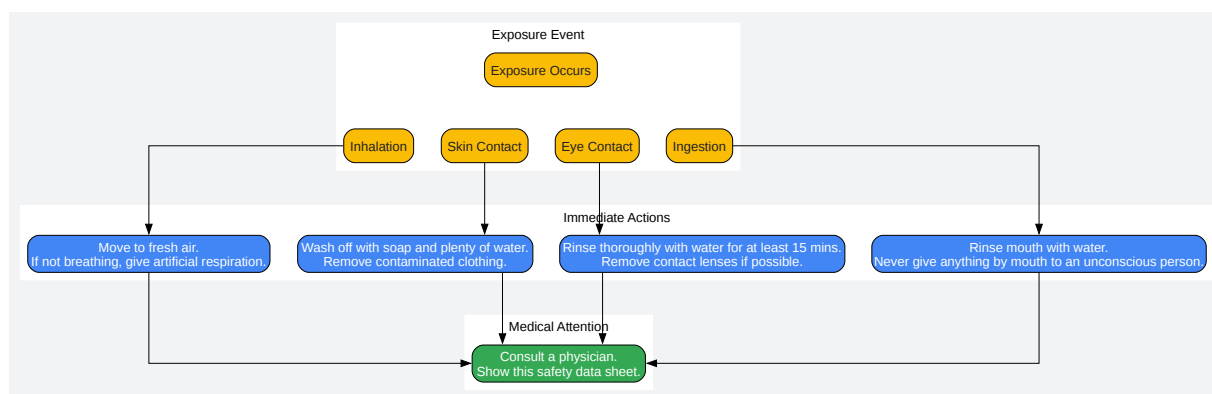 Exposure Event
Exposure Occurs
Inhalation
Skin Contact
Eye Contact
Ingestion
Immediate Actions
Move to fresh air.
If not breathing, give artificial respiration.
Wash off with soap and plenty of water.
Remove contaminated clothing.
Rinse thoroughly with water for at least 15 mins.
Remove contact lenses if possible.
Rinse mouth with water.
Never give anything by mouth to an unconscious person.
Medical Attention
Consult a physician.
Show this safety data sheet.